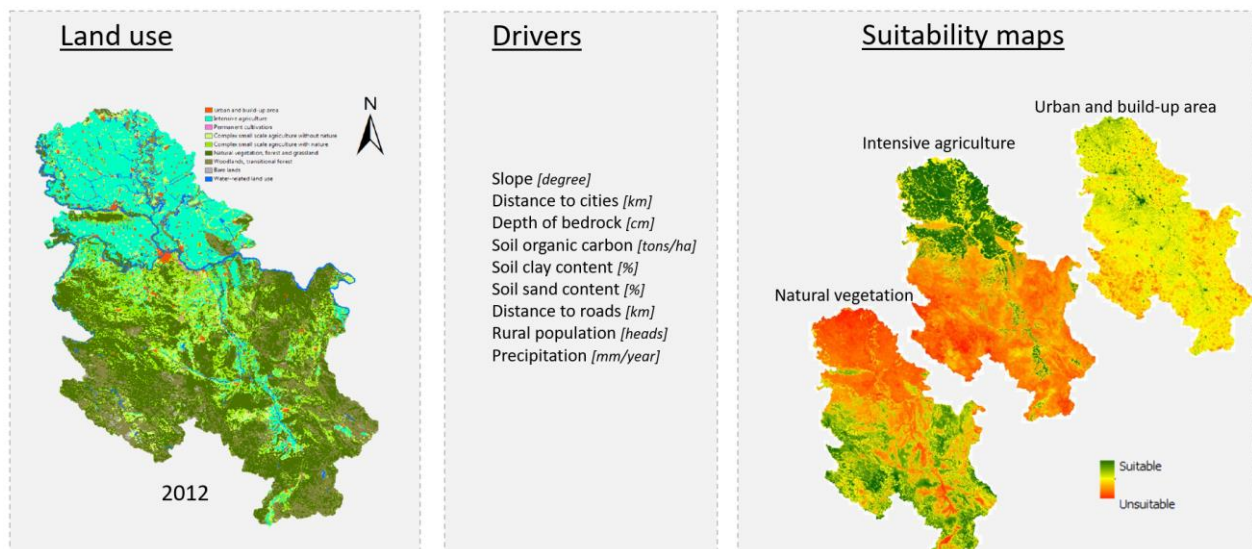 Land use
Urban and build-up area
Intensive agriculture
Permanent cultivation
Complex small scale agriculture without nature
Complex small scale agriculture with nature
Natural vegetation, forest and grassland
Woodlands, transitional forest
Bare lands
Water-related land use
N
2012
Drivers
Slope [degree]
Distance to cities [km]
Depth of bedrock [cm]
Soil organic carbon [tons/ha]
Soil clay content [%]
Soil sand content [%]
Distance to roads [km]
Rural population [heads]
Precipitation [mm/year]
Suitability maps
Urban and build-up area
Intensive agriculture
Natural vegetation
Suitable
Unsuitable